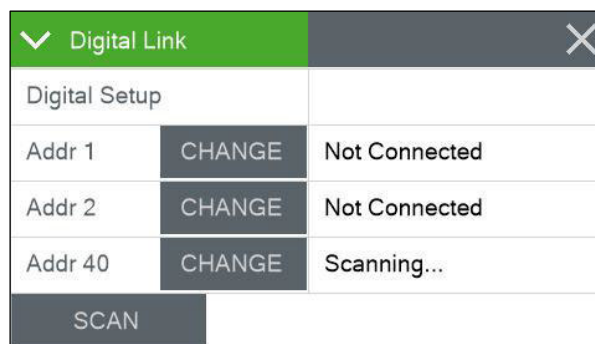 Digital Link
Digital Setup
Addr 1 CHANGE Not Connected
Addr 2 CHANGE Not Connected
Addr 40 CHANGE Scanning...
SCAN